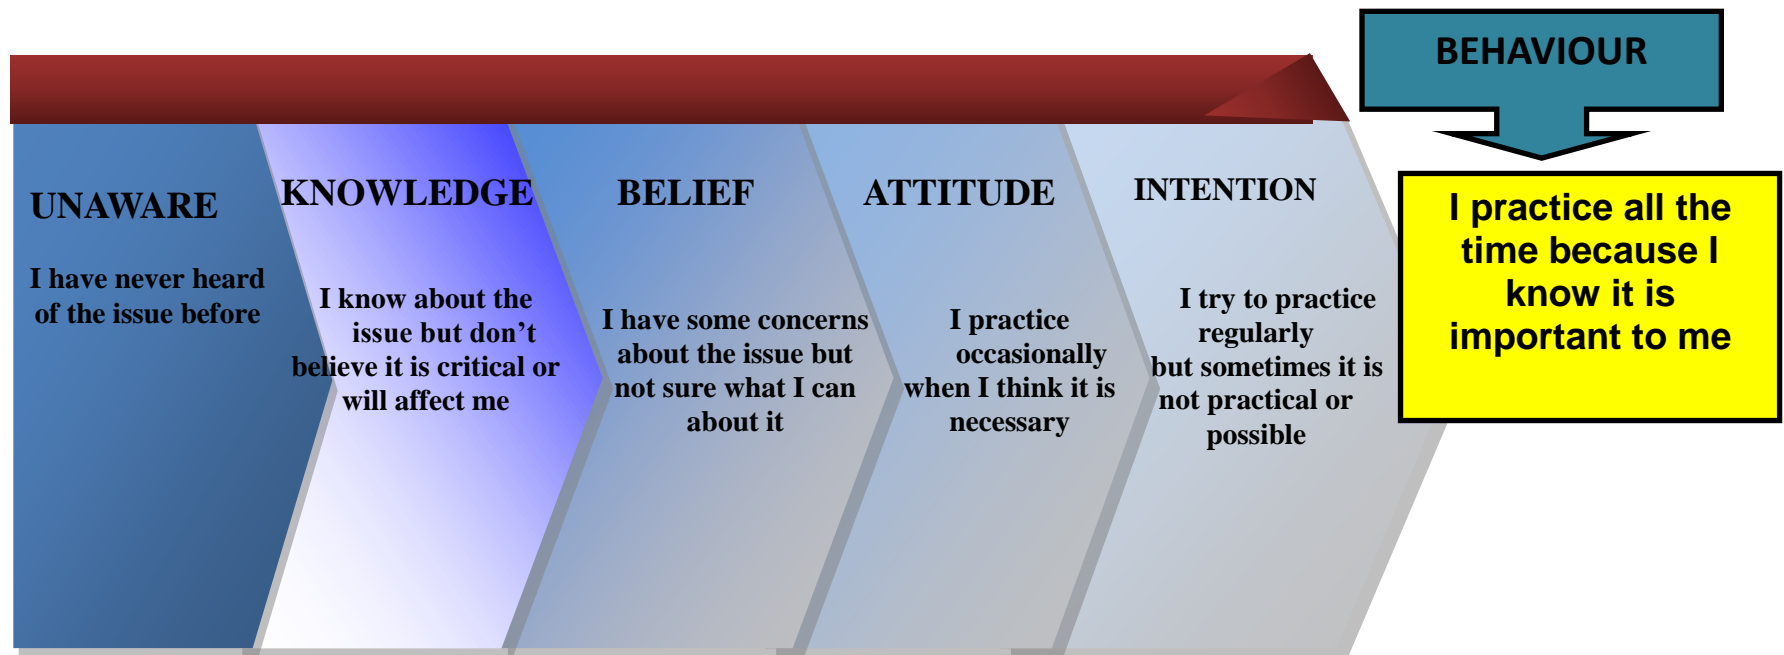 BEHAVIOUR
UNAWARE
I have never heard
of the issue before
KNOWLEDGE
I know about the
issue but don’t
believe it is critical or
will affect me
BELIEF
I have some concerns
about the issue but
not sure what I can
about it
ATTITUDE
I practice
occasionally
when I think it is
necessary
INTENTION
I try to practice
regularly
but sometimes it is
not practical or
possible
I practice all the
time because I
know it is
important to me